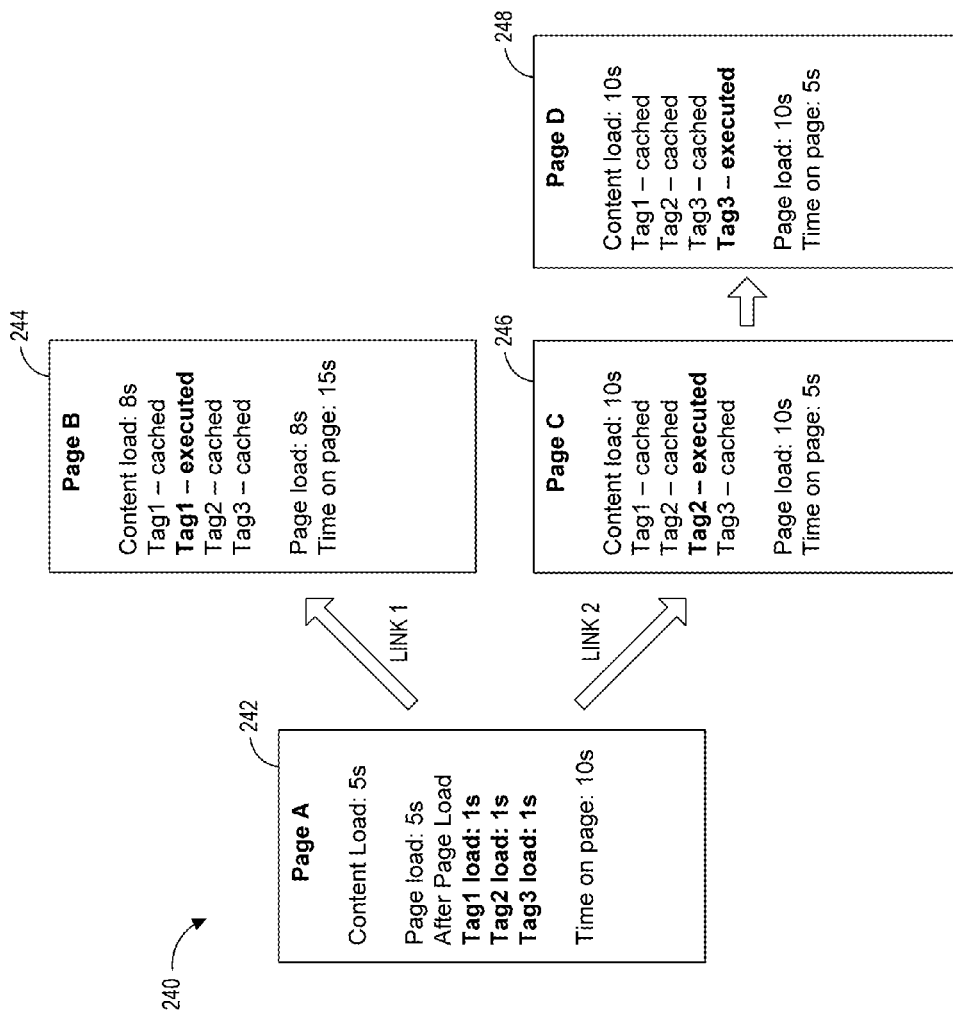 240
242
Page A
Content Load: 5s
Page load: 5s
After Page Load
Tag1 load: 1s
Tag2 load: 1s
Tag3 load: 1s
Time on page: 10s
LINK 1
LINK 2
244
Page B
Content load: 8s
Tag1 – cached
Tag1 – executed
Tag2 – cached
Tag3 – cached
Page load: 8s
Time on page: 15s
246
Page C
Content load: 10s
Tag1 – cached
Tag2 – cached
Tag2 – executed
Tag3 – cached
Page load: 10s
Time on page: 5s
248
Page D
Content load: 10s
Tag1 – cached
Tag2 – cached
Tag3 – cached
Tag3 – executed
Page load: 10s
Time on page: 5s